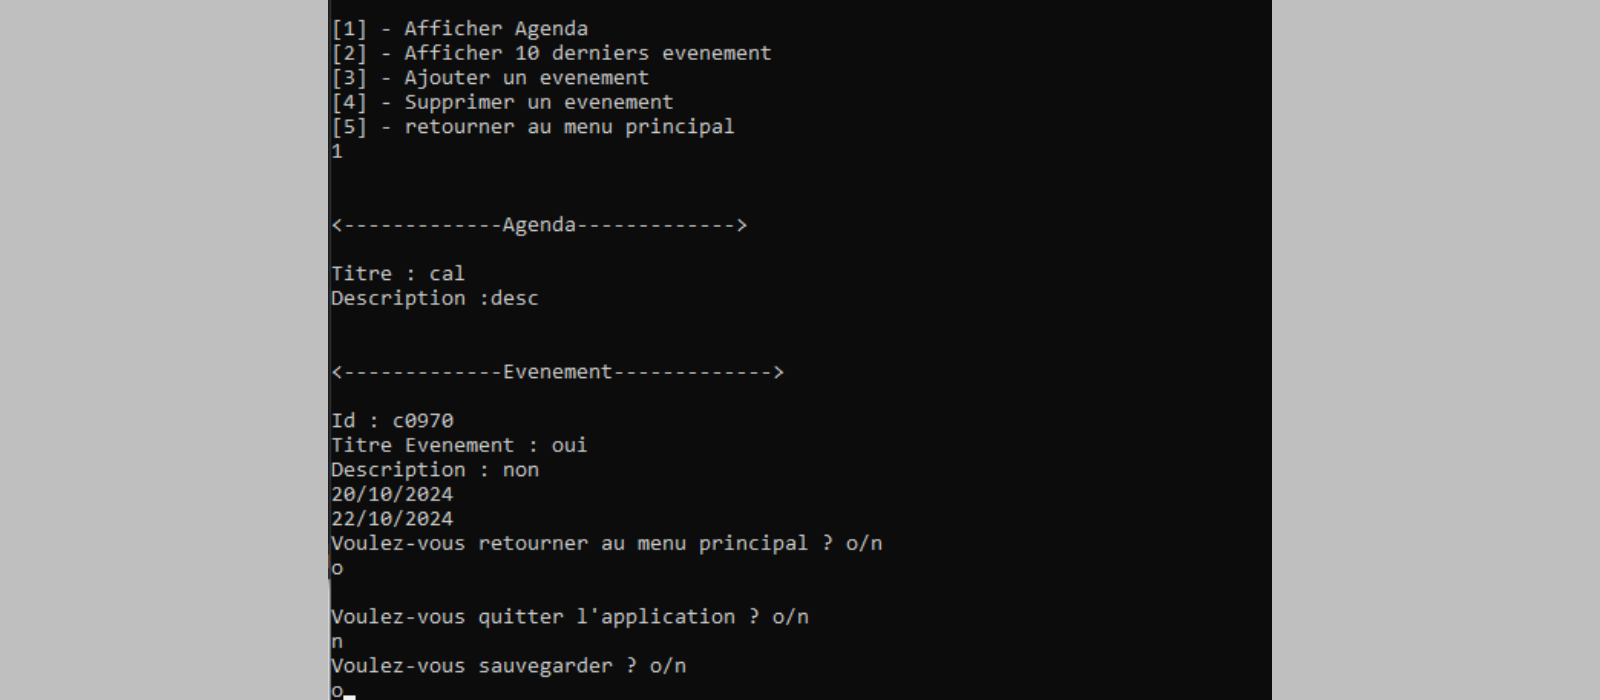 [1] - Afficher Agenda
[2] - Afficher 10 derniers evenement
[3] - Ajouter un evenement
[4] - Supprimer un evenement
[5] - retourner au menu principal
1
<-------------Agenda------------->
Titre : cal
Description :desc
<-------------Evenement------------->
Id : c0970
Titre Evenement : oui
Description : non
20/10/2024
22/10/2024
Voulez-vous retourner au menu principal ? o/n
o
Voulez-vous quitter l'application ? o/n
n
Voulez-vous sauvegarder ? o/n
o